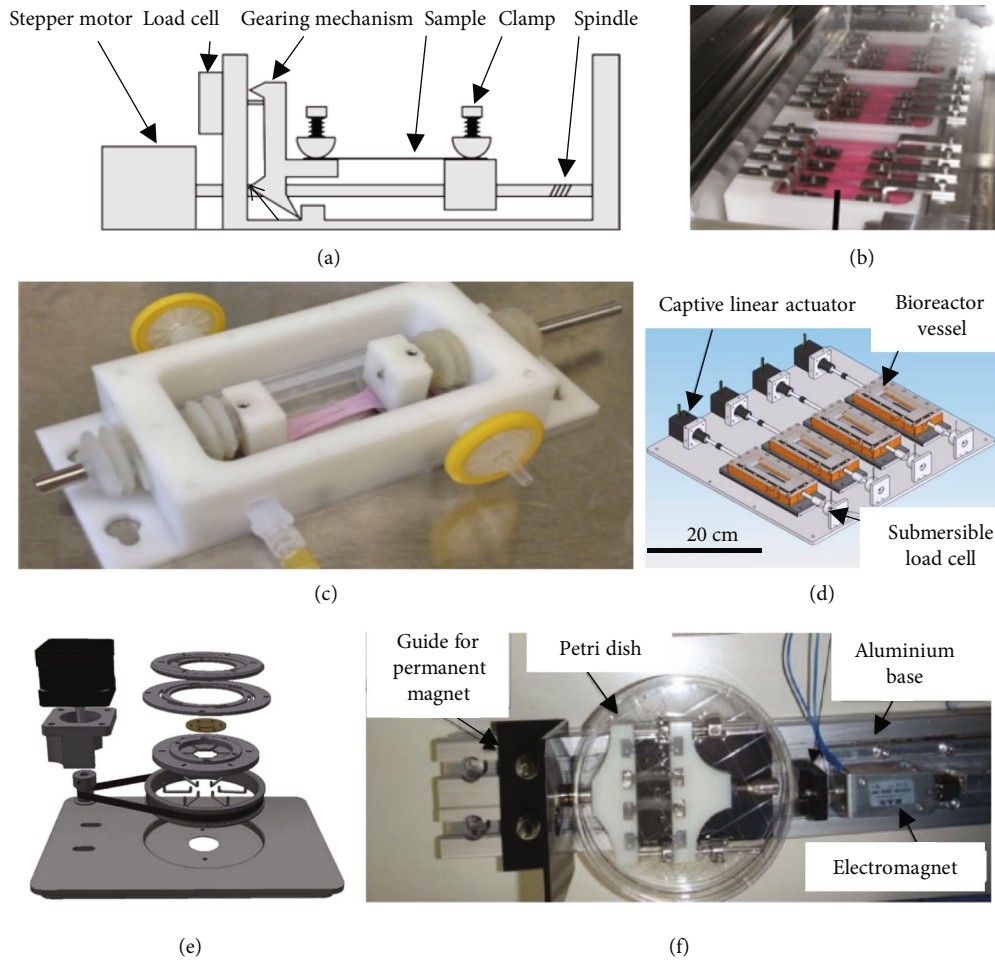 Stepper motor Load cell Gearing mechanism Sample Clamp Spindle
(a)
(b)
Captive linear actuator
Bioreactor
vessel
20 cm
Submersible
load cell
(c)
(d)
Guide for
permanent
magnet
Petri dish
Aluminium
base
Electromagnet
(e)
(f)